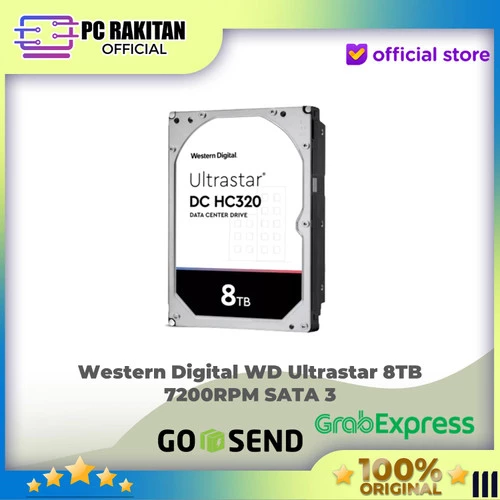 PC RAKITAN
OFFICIAL
official store
Western Digital
Ultrastar®
DC HC320
DATA CENTER DRIVE
8TB
Western Digital WD Ultrastar 8TB
7200RPM SATA 3
GO SEND
GrabExpress
100%
ORIGINAL